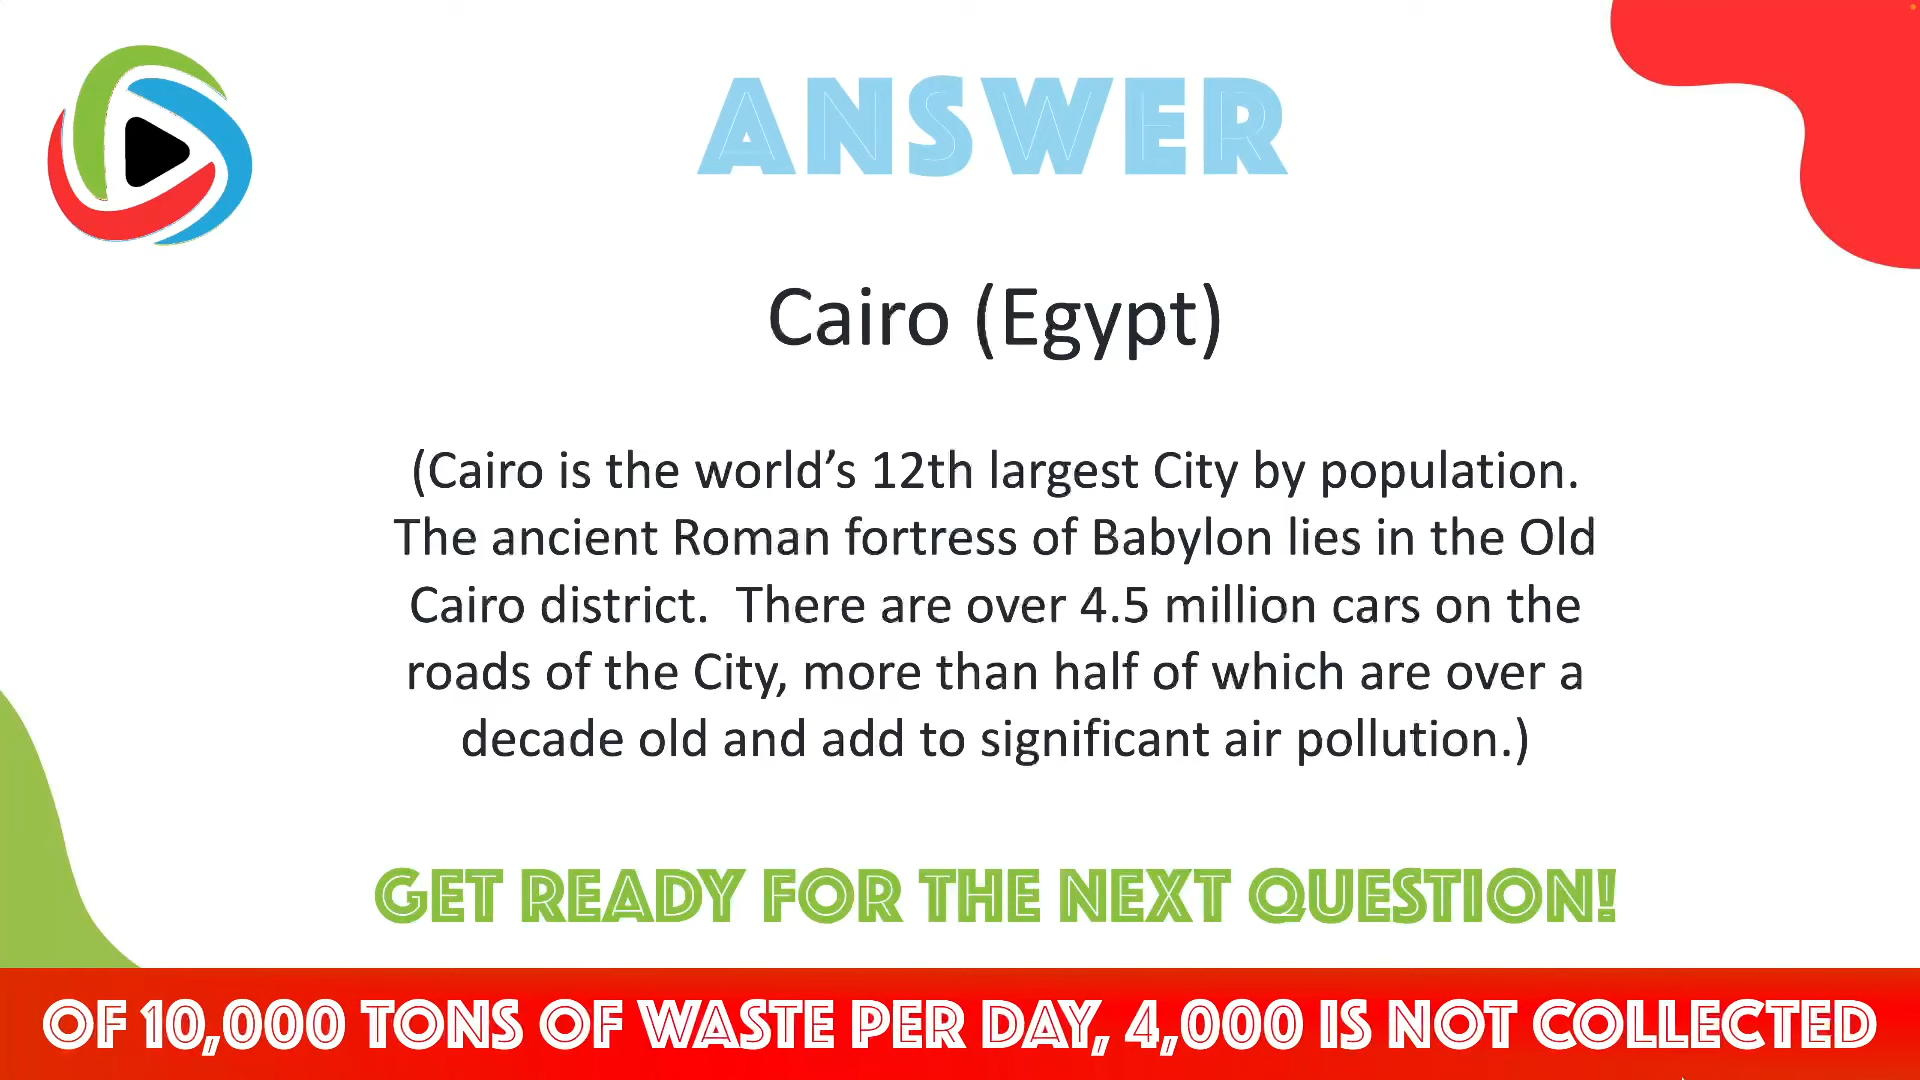 ANSWER
Cairo (Egypt)
(Cairo is the world’s 12th largest City by population.
The ancient Roman fortress of Babylon lies in the Old
Cairo district.  There are over 4.5 million cars on the
roads of the City, more than half of which are over a
decade old and add to significant air pollution.)
GET READY FOR THE NEXT QUESTION!
OF 10,000 TONS OF WASTE PER DAY, 4,000 IS NOT COLLECTED